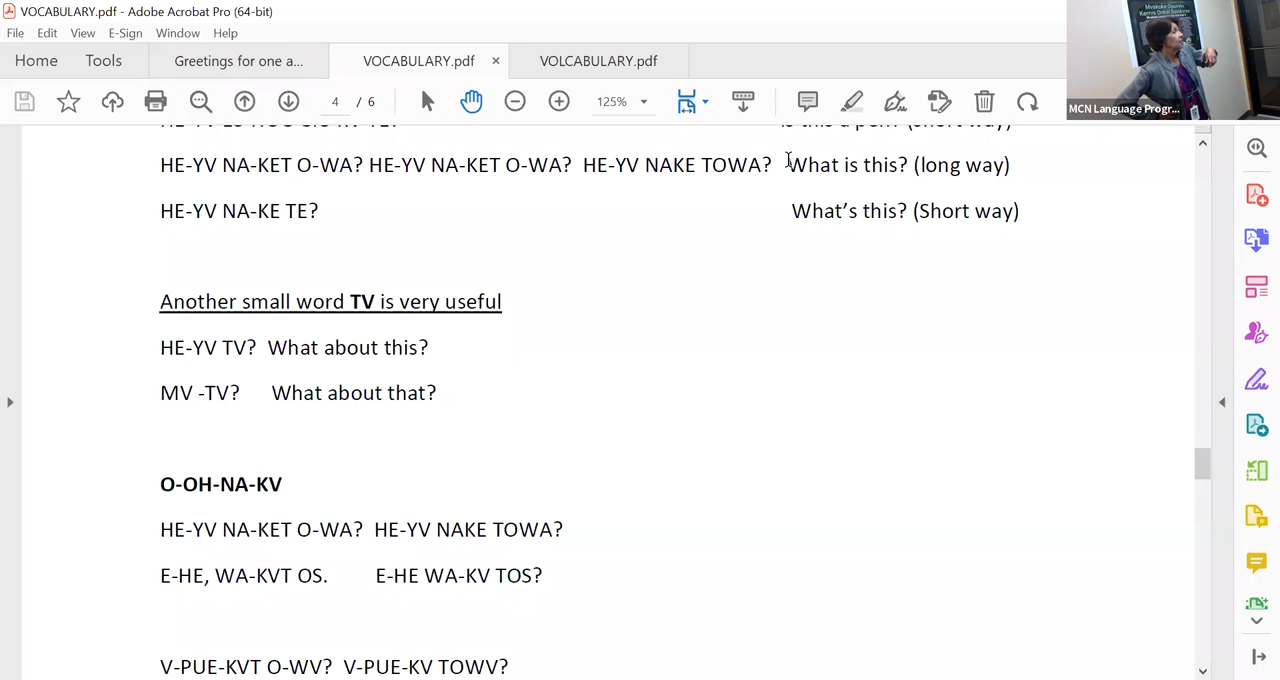 VOCABULARY.pdf - Adobe Acrobat Pro (64-bit)
File Edit View E-Sign Window Help
Home Tools Greetings for one a... VOCABULARY.pdf × VOLCABULARY.pdf
4 / 6 125%
Mvskoke Opunvkv
MCN Language Progr...
HE-YV NA-KET O-WA? HE-YV NA-KET O-WA? HE-YV NAKE TOWA? What is this? (long way)
HE-YV NA-KE TE? What's this? (Short way)
Another small word TV is very useful
HE-YV TV? What about this?
MV -TV? What about that?
O-OH-NA-KV
HE-YV NA-KET O-WA? HE-YV NAKE TOWA?
E-HE, WA-KVT OS. E-HE WA-KV TOS?
V-PUE-KVT O-WV? V-PUE-KV TOWV?